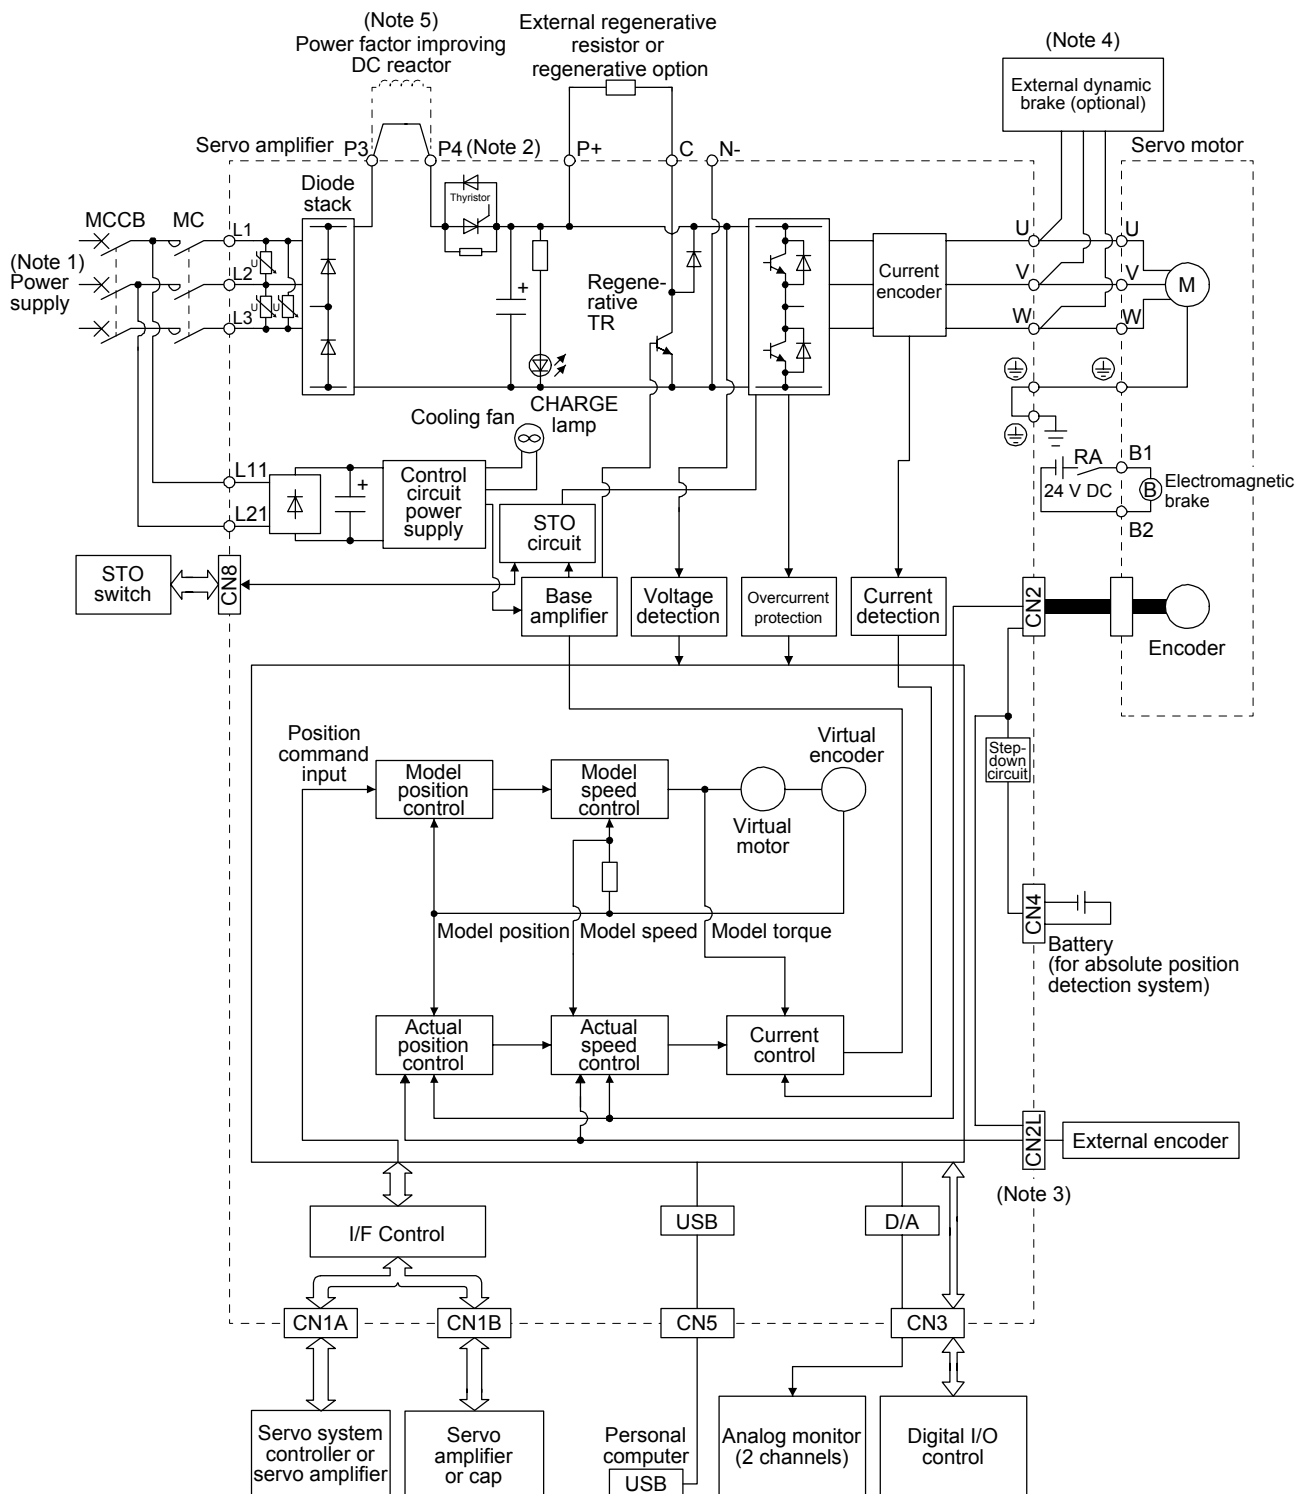 (Note 5)
Power factor improving
DC reactor
External regenerative
resistor or
regenerative option
(Note 4)
External dynamic
brake (optional)
Servo amplifier
P3
P4
(Note 2)
P+
C
N-
Servo motor
Diode
stack
Thyristor
MCCB
MC
L1
U
L2
U
U
L3
(Note 1)
Power
supply
Regene-
rative
TR
+
Current
encoder
U
V
W
U
V
W
M
CHARGE
lamp
Cooling fan
L11
L21
+
Control
circuit
power
supply
STO
circuit
RA
24 V DC
B1
B
Electromagnetic
brake
B2
STO
switch
CN8
Base
amplifier
Voltage
detection
Overcurrent
protection
Current
detection
CN2
Encoder
Position
command
input
Model
position
control
Model
speed
control
Virtual
encoder
Virtual
motor
Step-
down
circuit
Model position
Model speed
Model torque
CN4
Battery
(for absolute position
detection system)
Actual
position
control
Actual
speed
control
Current
control
CN2L
External encoder
(Note 3)
I/F Control
USB
D/A
CN1A
CN1B
CN5
CN3
Servo system
controller or
servo amplifier
Servo
amplifier
or cap
Personal
computer
USB
Analog monitor
(2 channels)
Digital I/O
control